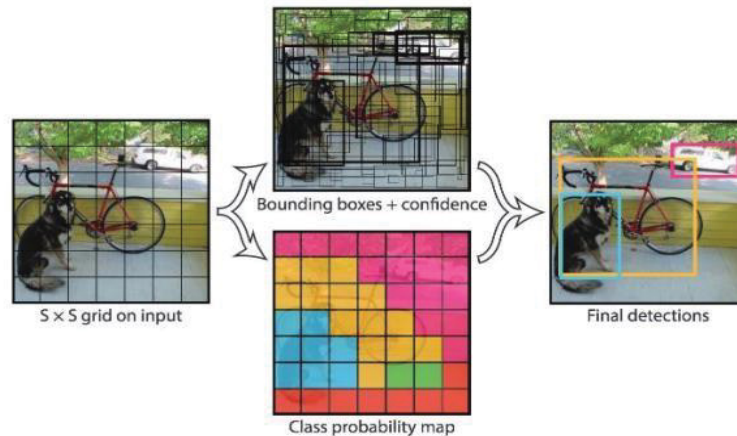 S × S grid on input
Bounding boxes + confidence
Class probability map
Final detections